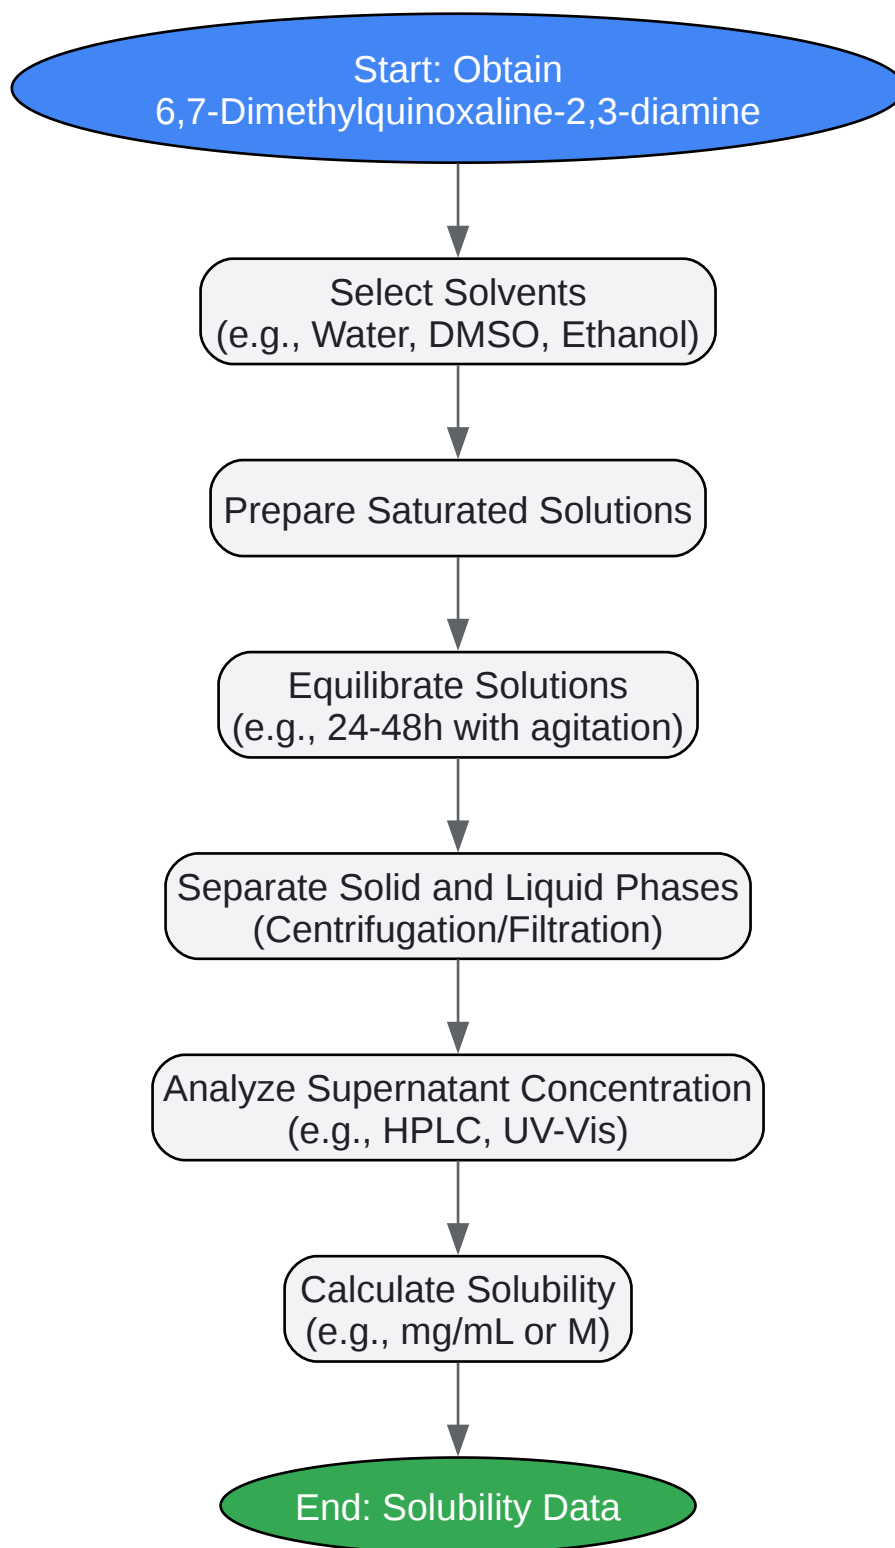 Start: Obtain
6,7-Dimethylquinoxaline-2,3-diamine
Select Solvents
(e.g., Water, DMSO, Ethanol)
Prepare Saturated Solutions
Equilibrate Solutions
(e.g., 24-48h with agitation)
Separate Solid and Liquid Phases
(Centrifugation/Filtration)
Analyze Supernatant Concentration
(e.g., HPLC, UV-Vis)
Calculate Solubility
(e.g., mg/mL or M)
End: Solubility Data